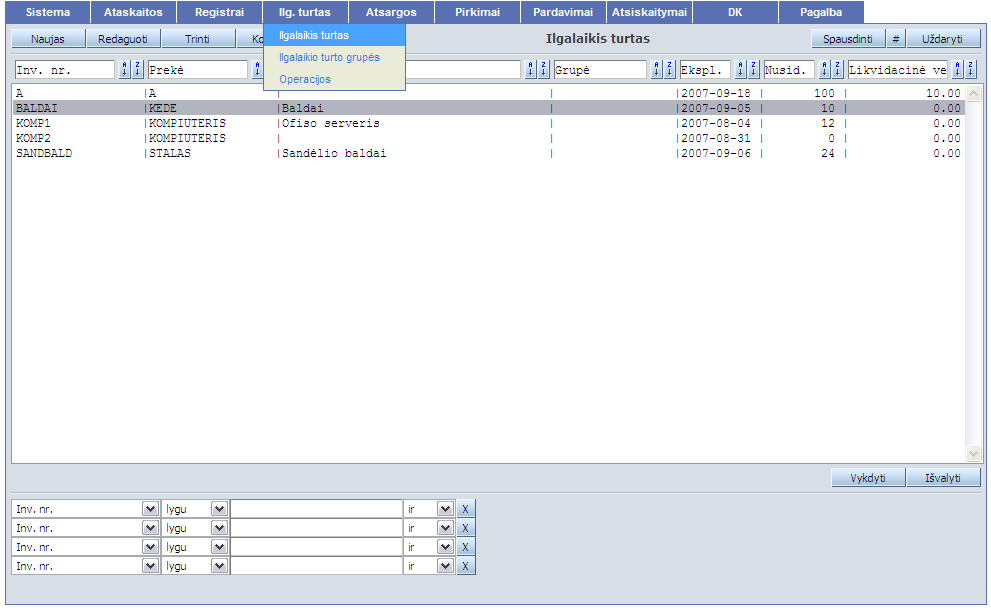 Sistema Ataskaitos Registrai Ilg. turtas Atsargos Pirkimai Pardavimai Atsiskaitymai DK Pagalba
Naujas Redaguoti Trinti Ko Ilgalaikis turtas Spausdinti # Uždaryti
Ilgalaikis turtas
Ilgalaikio turto grupės
Operacijos
Inv. nr. Prekė Grupė Ekspl. Nusid. Likvidacinė ve
A |A | | |2007-09-18 | 100 | 10.00
BALDAI |KEDE |Baldai | |2007-09-05 | 10 | 0.00
KOMP1 |KOMPIUTERIS |Ofiso serveris | |2007-08-04 | 12 | 0.00
KOMP2 |KOMPIUTERIS | | |2007-08-31 | 0 | 0.00
SANDBALD |STALAS |Sandėlio baldai | |2007-09-06 | 24 | 0.00
Vykdyti Išvalyti
Inv. nr. lygu ir X
Inv. nr. lygu ir X
Inv. nr. lygu ir X
Inv. nr. lygu ir X